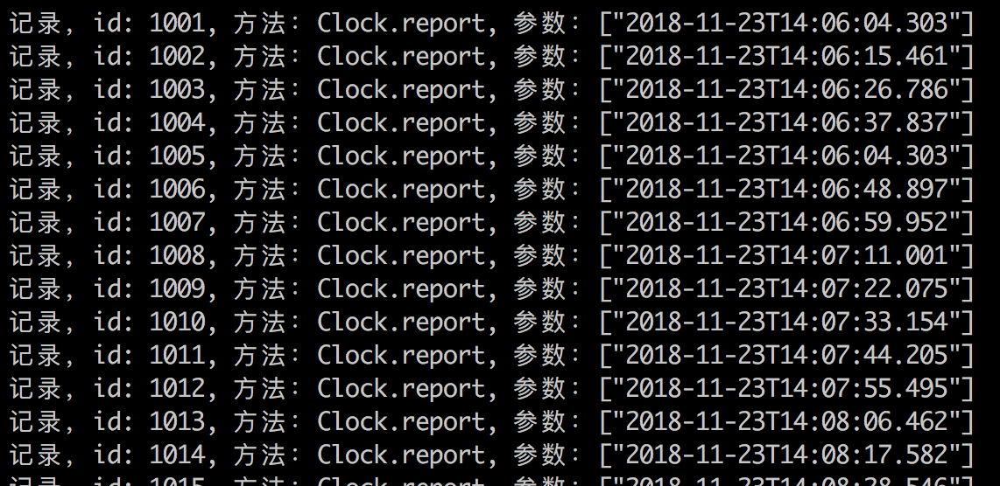 记录, id: 1001, 方法: Clock.report, 参数: ["2018-11-23T14:06:04.303"]
记录, id: 1002, 方法: Clock.report, 参数: ["2018-11-23T14:06:15.461"]
记录, id: 1003, 方法: Clock.report, 参数: ["2018-11-23T14:06:26.786"]
记录, id: 1004, 方法: Clock.report, 参数: ["2018-11-23T14:06:37.837"]
记录, id: 1005, 方法: Clock.report, 参数: ["2018-11-23T14:06:04.303"]
记录, id: 1006, 方法: Clock.report, 参数: ["2018-11-23T14:06:48.897"]
记录, id: 1007, 方法: Clock.report, 参数: ["2018-11-23T14:06:59.952"]
记录, id: 1008, 方法: Clock.report, 参数: ["2018-11-23T14:07:11.001"]
记录, id: 1009, 方法: Clock.report, 参数: ["2018-11-23T14:07:22.075"]
记录, id: 1010, 方法: Clock.report, 参数: ["2018-11-23T14:07:33.154"]
记录, id: 1011, 方法: Clock.report, 参数: ["2018-11-23T14:07:44.205"]
记录, id: 1012, 方法: Clock.report, 参数: ["2018-11-23T14:07:55.495"]
记录, id: 1013, 方法: Clock.report, 参数: ["2018-11-23T14:08:06.462"]
记录, id: 1014, 方法: Clock.report, 参数: ["2018-11-23T14:08:17.582"]
记录, id: 1015, 方法: Clock.report, 参数: ["2018-11-23T14:08:28.546"]